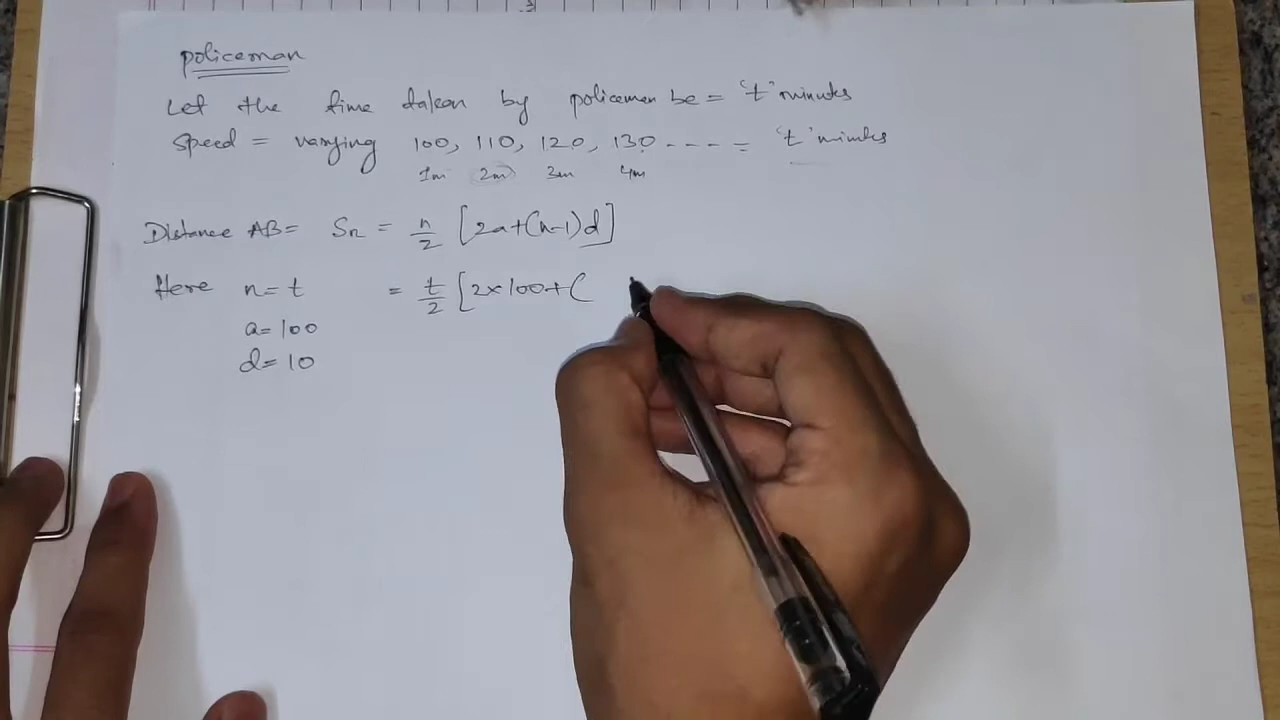 policeman
Let the time taken by policeman be = 't' minutes
Speed = varying 100, 110, 120, 130 - - - - = 't' minutes
1m 2m 3m 4m
Distance AB = Sn = n/2 [2a+(n-1)d]
Here n=t = t/2 [2×100+(
a=100
d=10